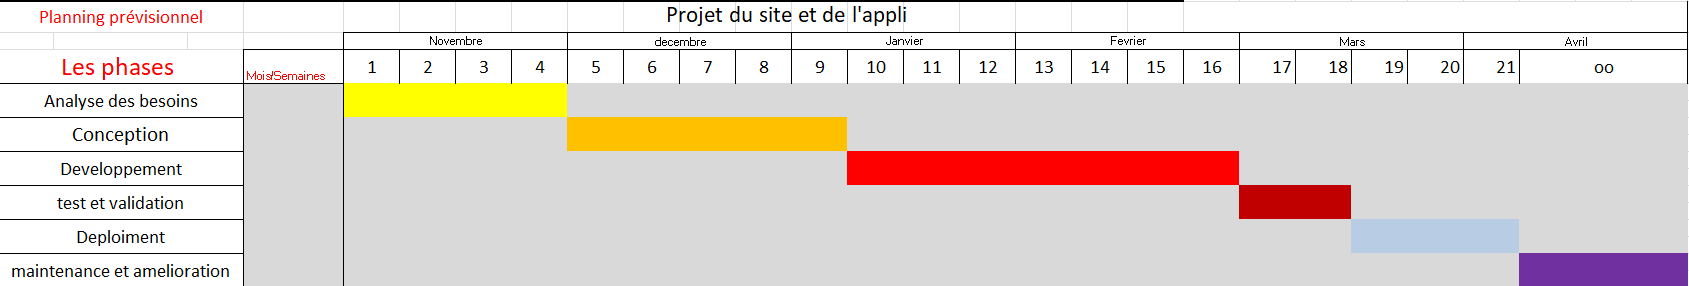 Planning prévisionnel Projet du site et de l'appli
Novembre decembre Janvier Fevrier Mars Avril
Les phases Mois/Semaines 1 2 3 4 5 6 7 8 9 10 11 12 13 14 15 16 17 18 19 20 21 oo
Analyse des besoins
Conception
Developpement
test et validation
Deploiment
maintenance et amelioration